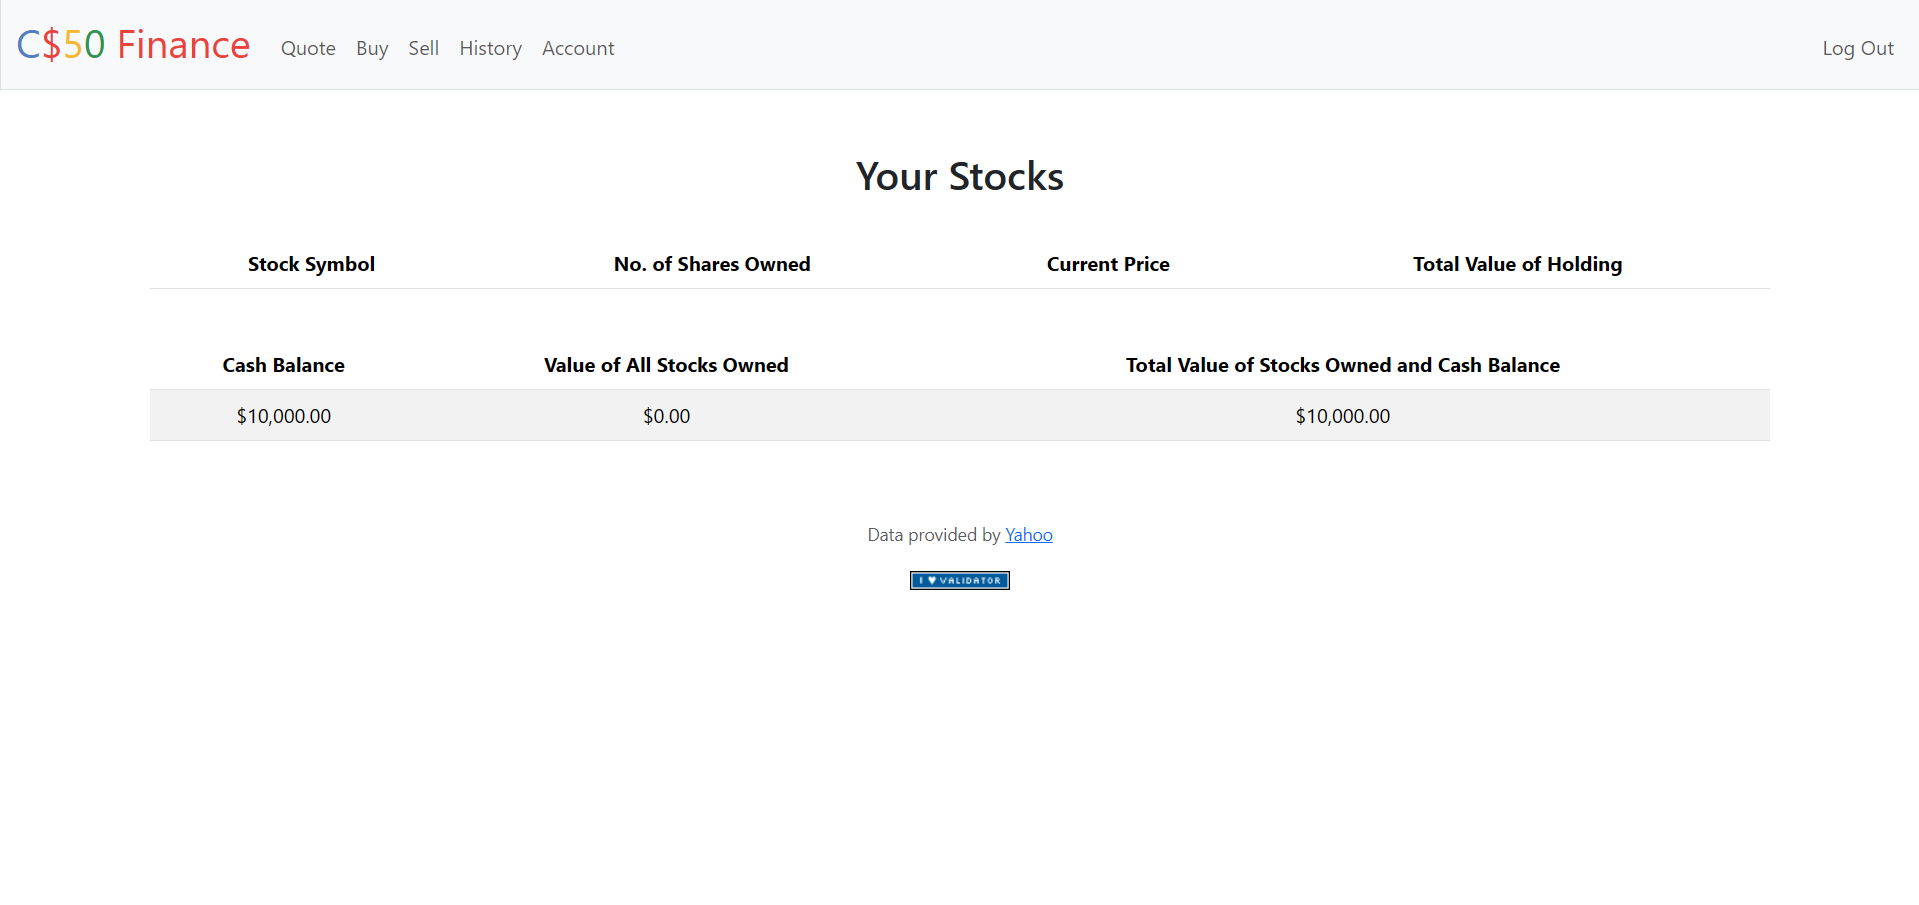 C$50 Finance Quote Buy Sell History Account Log Out
Your Stocks
Stock Symbol No. of Shares Owned Current Price Total Value of Holding
Cash Balance Value of All Stocks Owned Total Value of Stocks Owned and Cash Balance
$10,000.00 $0.00 $10,000.00
Data provided by Yahoo
I ♥ VALIDATOR